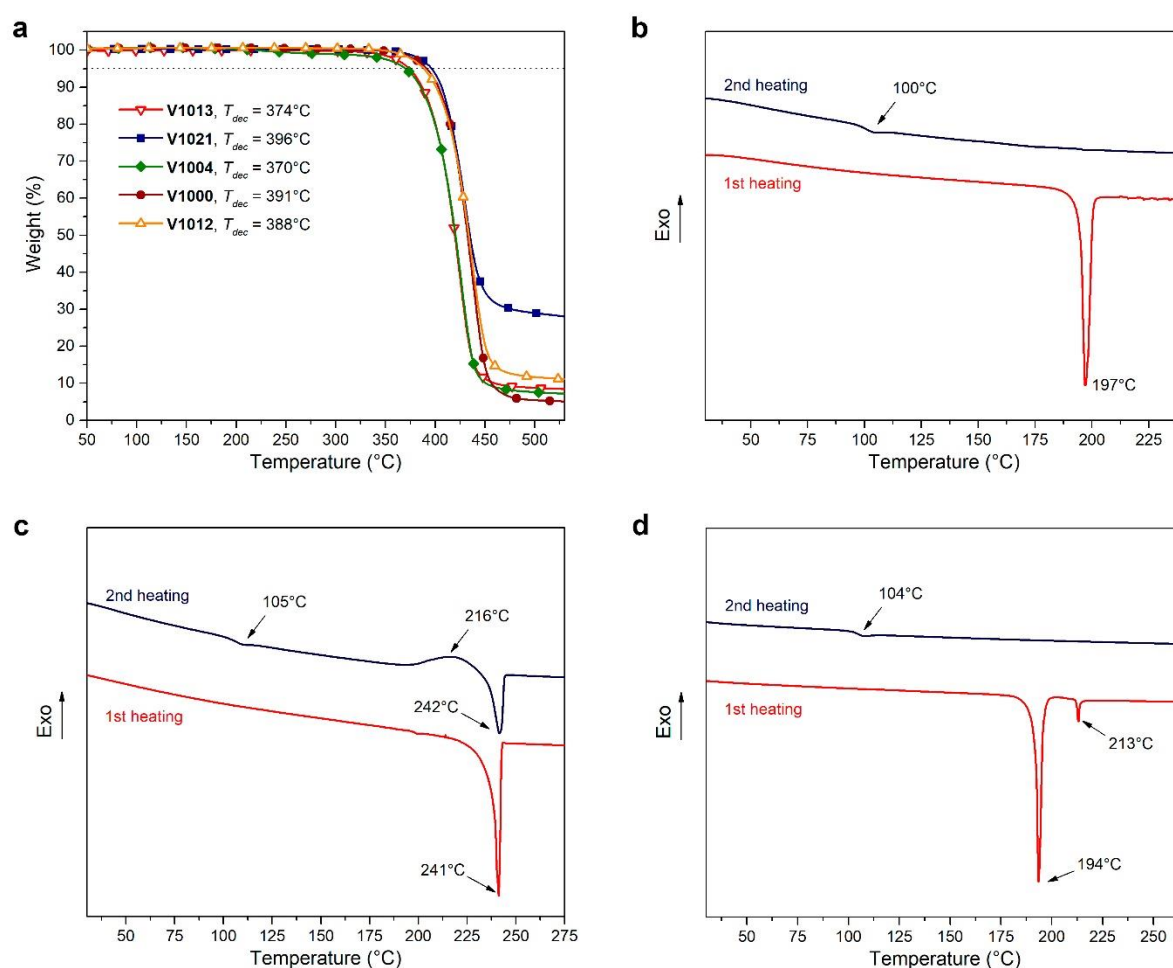 a
100
90
80
70
60
50
40
30
20
10
0
Weight (%)
V1013, Tdec = 374°C
V1021, Tdec = 396°C
V1004, Tdec = 370°C
V1000, Tdec = 391°C
V1012, Tdec = 388°C
50 100 150 200 250 300 350 400 450 500
Temperature (°C)
b
2nd heating
100°C
1st heating
Exo
197°C
50 75 100 125 150 175 200 225
Temperature (°C)
c
2nd heating
105°C
216°C
242°C
1st heating
Exo
241°C
50 75 100 125 150 175 200 225 250 275
Temperature (°C)
d
2nd heating
104°C
1st heating
Exo
213°C
194°C
50 75 100 125 150 175 200 225 250
Temperature (°C)